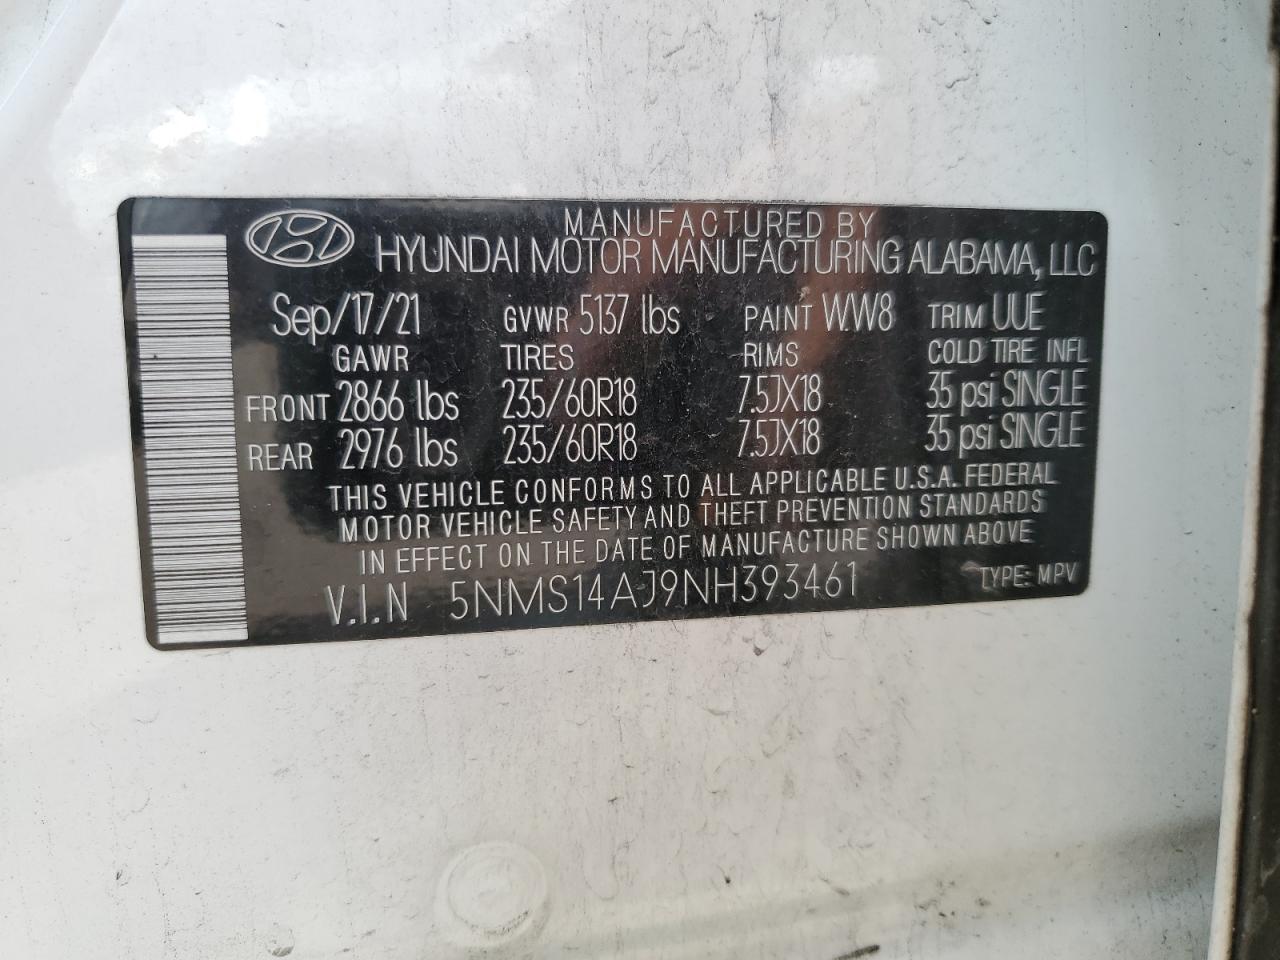 MANUFACTURED BY
HYUNDAI MOTOR MANUFACTURING ALABAMA, LLC
Sep/17/21 GVWR 5137 lbs PAINT W.W8 TRIM UUE
GAWR TIRES RIMS COLD TIRE INFL
FRONT 2866 lbs 235/60R18 7.5JX18 35 psi SINGLE
REAR 2976 lbs 235/60R18 7.5JX18 35 psi SINGLE
THIS VEHICLE CONFORMS TO ALL APPLICABLE U.S.A. FEDERAL
MOTOR VEHICLE SAFETY AND THEFT PREVENTION STANDARDS
IN EFFECT ON THE DATE OF MANUFACTURE SHOWN ABOVE
V.I.N 5NMS14AJ9NH393461 TYPE: MPV